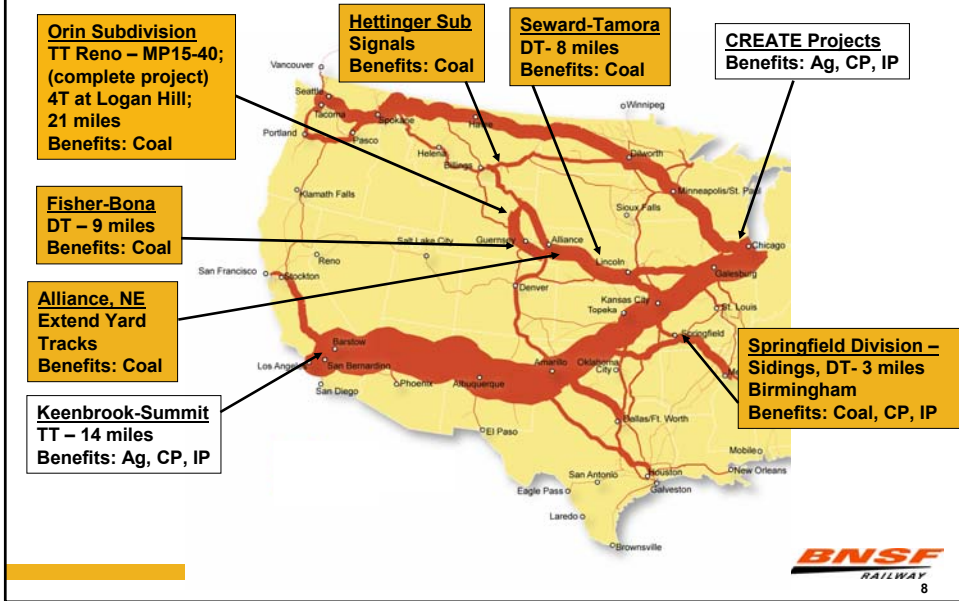 Orin Subdivision
TT Reno – MP15-40;
(complete project)
4T at Logan Hill;
21 miles
Benefits: Coal
Hettinger Sub
Signals
Benefits: Coal
Seward-Tamora
DT- 8 miles
Benefits: Coal
CREATE Projects
Benefits: Ag, CP, IP
Fisher-Bona
DT – 9 miles
Benefits: Coal
Alliance, NE
Extend Yard
Tracks
Benefits: Coal
Keenbrook-Summit
TT – 14 miles
Benefits: Ag, CP, IP
Springfield Division –
Sidings, DT- 3 miles
Birmingham
Benefits: Coal, CP, IP
Vancouver
Seattle
Tacoma
Spokane
Portland
Pasco
Havre
Winnipeg
Helena
Billings
Dilworth
Minneapolis/St. Paul
Klamath Falls
Sioux Falls
Salt Lake City
Guernsey
Alliance
Chicago
Reno
Lincoln
Galesburg
San Francisco
Stockton
Denver
Kansas City
Topeka
St. Louis
Springfield
Barstow
Los Angeles
San Bernardino
San Diego
Phoenix
Albuquerque
Amarillo
Oklahoma
City
El Paso
Dallas/Ft. Worth
Mobile
New Orleans
San Antonio
Houston
Galveston
Eagle Pass
Laredo
Brownsville
BNSF
RAILWAY
8